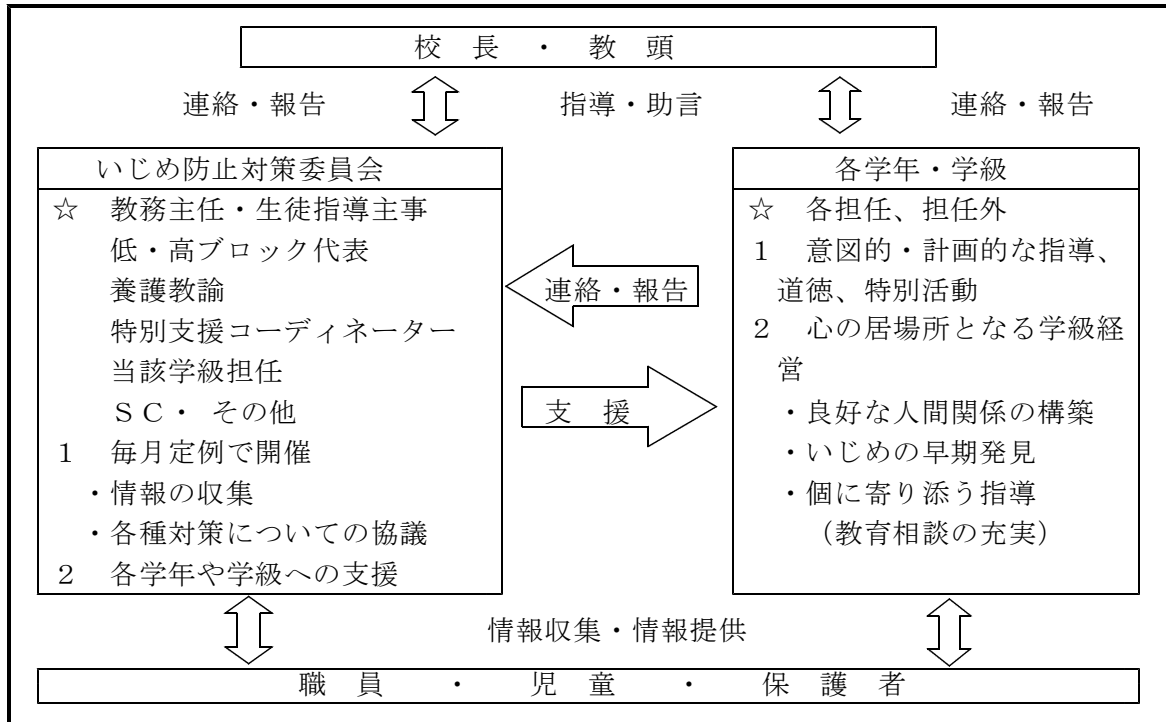 校長・教頭
連絡・報告
指導・助言
連絡・報告
いじめ防止対策委員会
☆ 教務主任・生徒指導主事
低・高ブロック代表
養護教諭
特別支援コーディネーター
当該学級担任
ＳＣ・ その他
１ 毎月定例で開催
・情報の収集
・各種対策についての協議
２ 各学年や学級への支援
連絡・報告
支 援
各学年・学級
☆ 各担任、担任外
１ 意図的・計画的な指導、
道徳、特別活動
２ 心の居場所となる学級経
営
・良好な人間関係の構築
・いじめの早期発見
・個に寄り添う指導
（教育相談の充実）
情報収集・情報提供
職員・児童・保護者